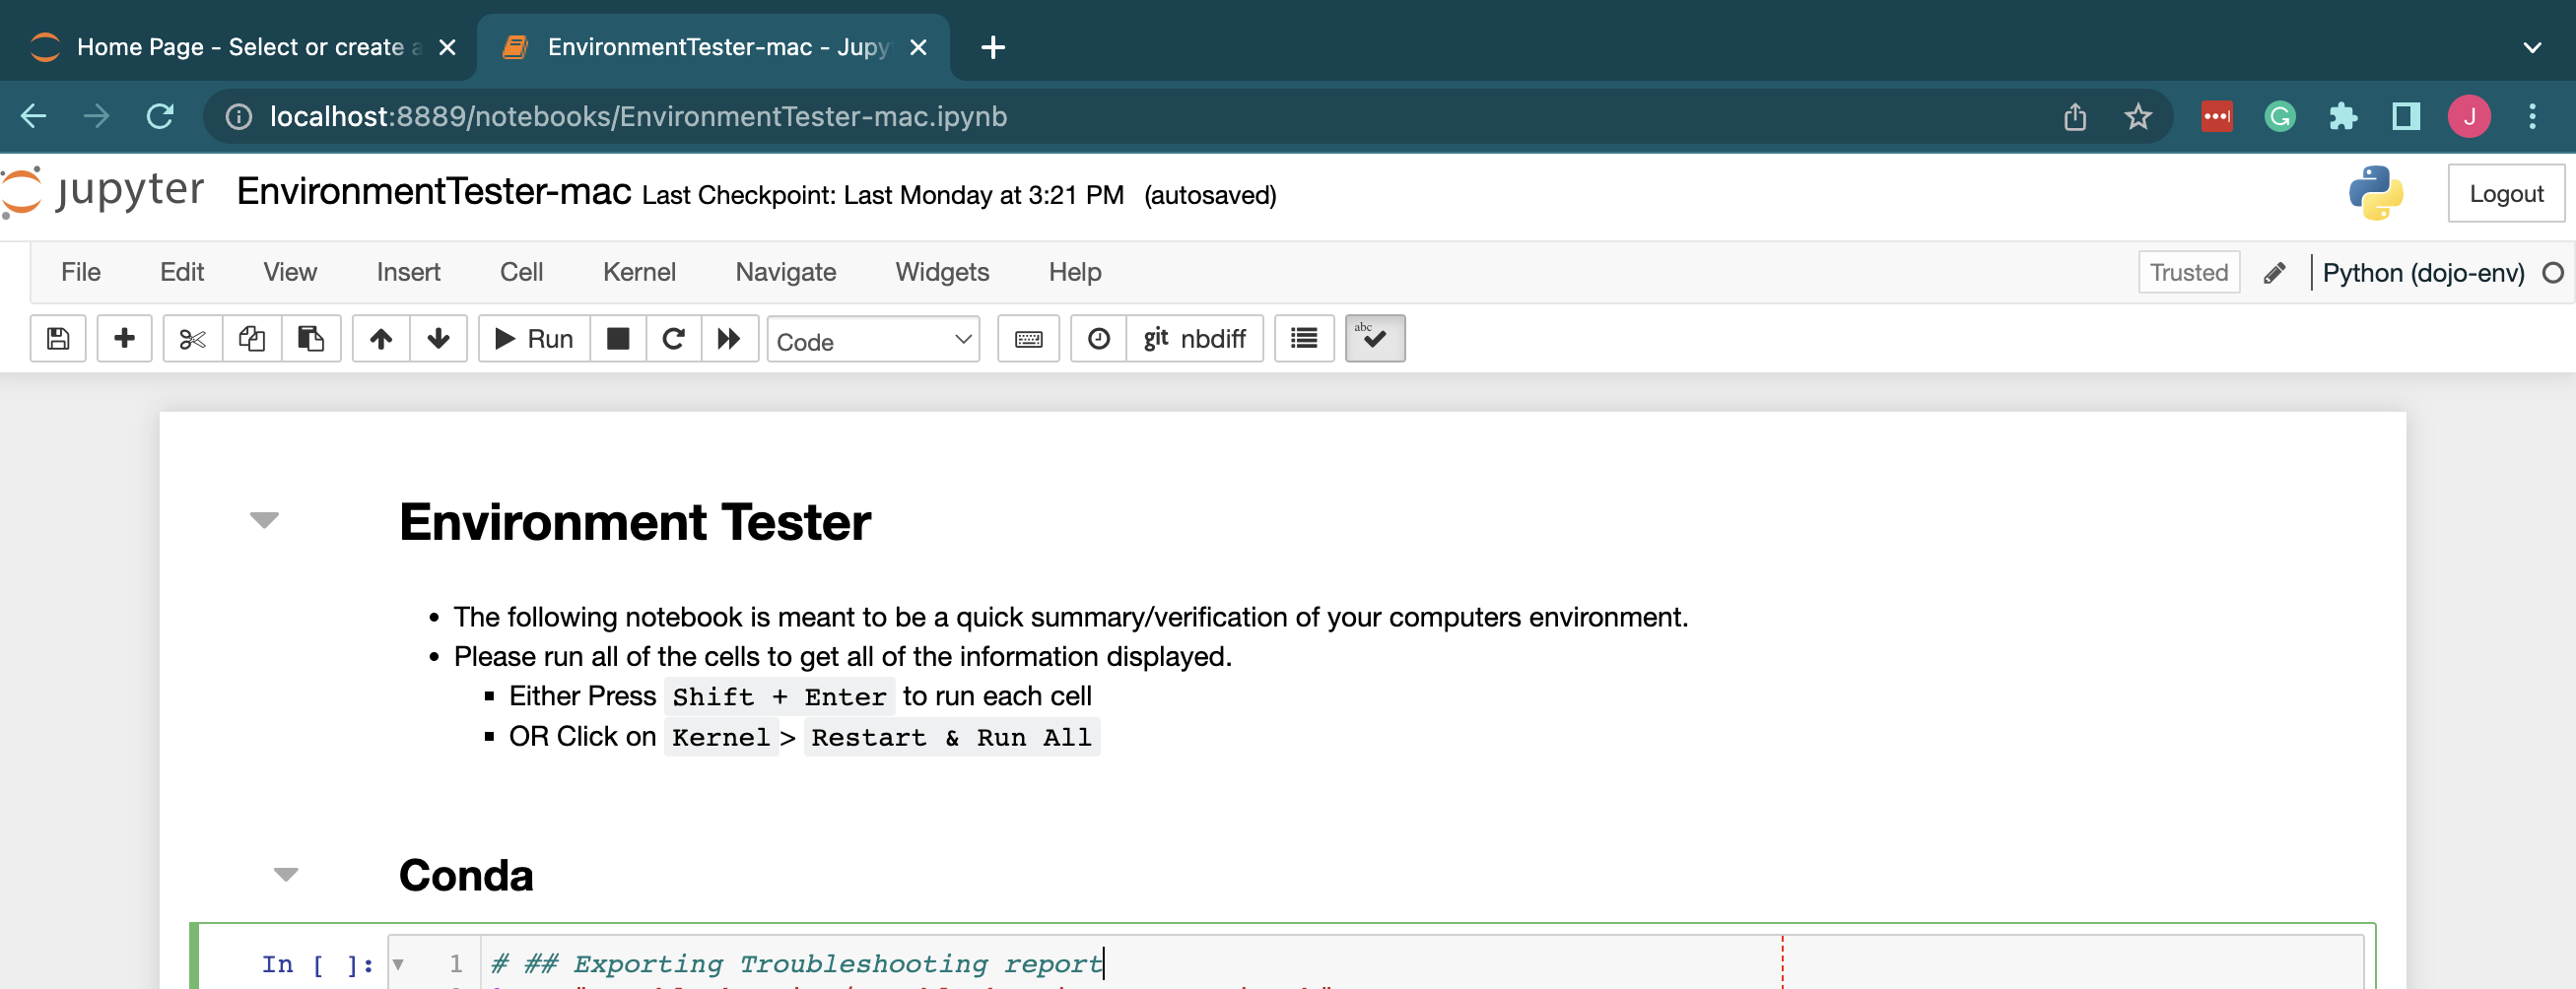 Home Page - Select or create a
EnvironmentTester-mac - Jupy
localhost:8889/notebooks/EnvironmentTester-mac.ipynb
J
jupyter EnvironmentTester-mac Last Checkpoint: Last Monday at 3:21 PM (autosaved)
Logout
File Edit View Insert Cell Kernel Navigate Widgets Help
Trusted Python (dojo-env)
Run Code git nbdiff abc
Environment Tester
• The following notebook is meant to be a quick summary/verification of your computers environment.
• Please run all of the cells to get all of the information displayed.
▪ Either Press Shift + Enter to run each cell
▪ OR Click on Kernel > Restart & Run All
Conda
In [ ]: 1 # ## Exporting Troubleshooting report